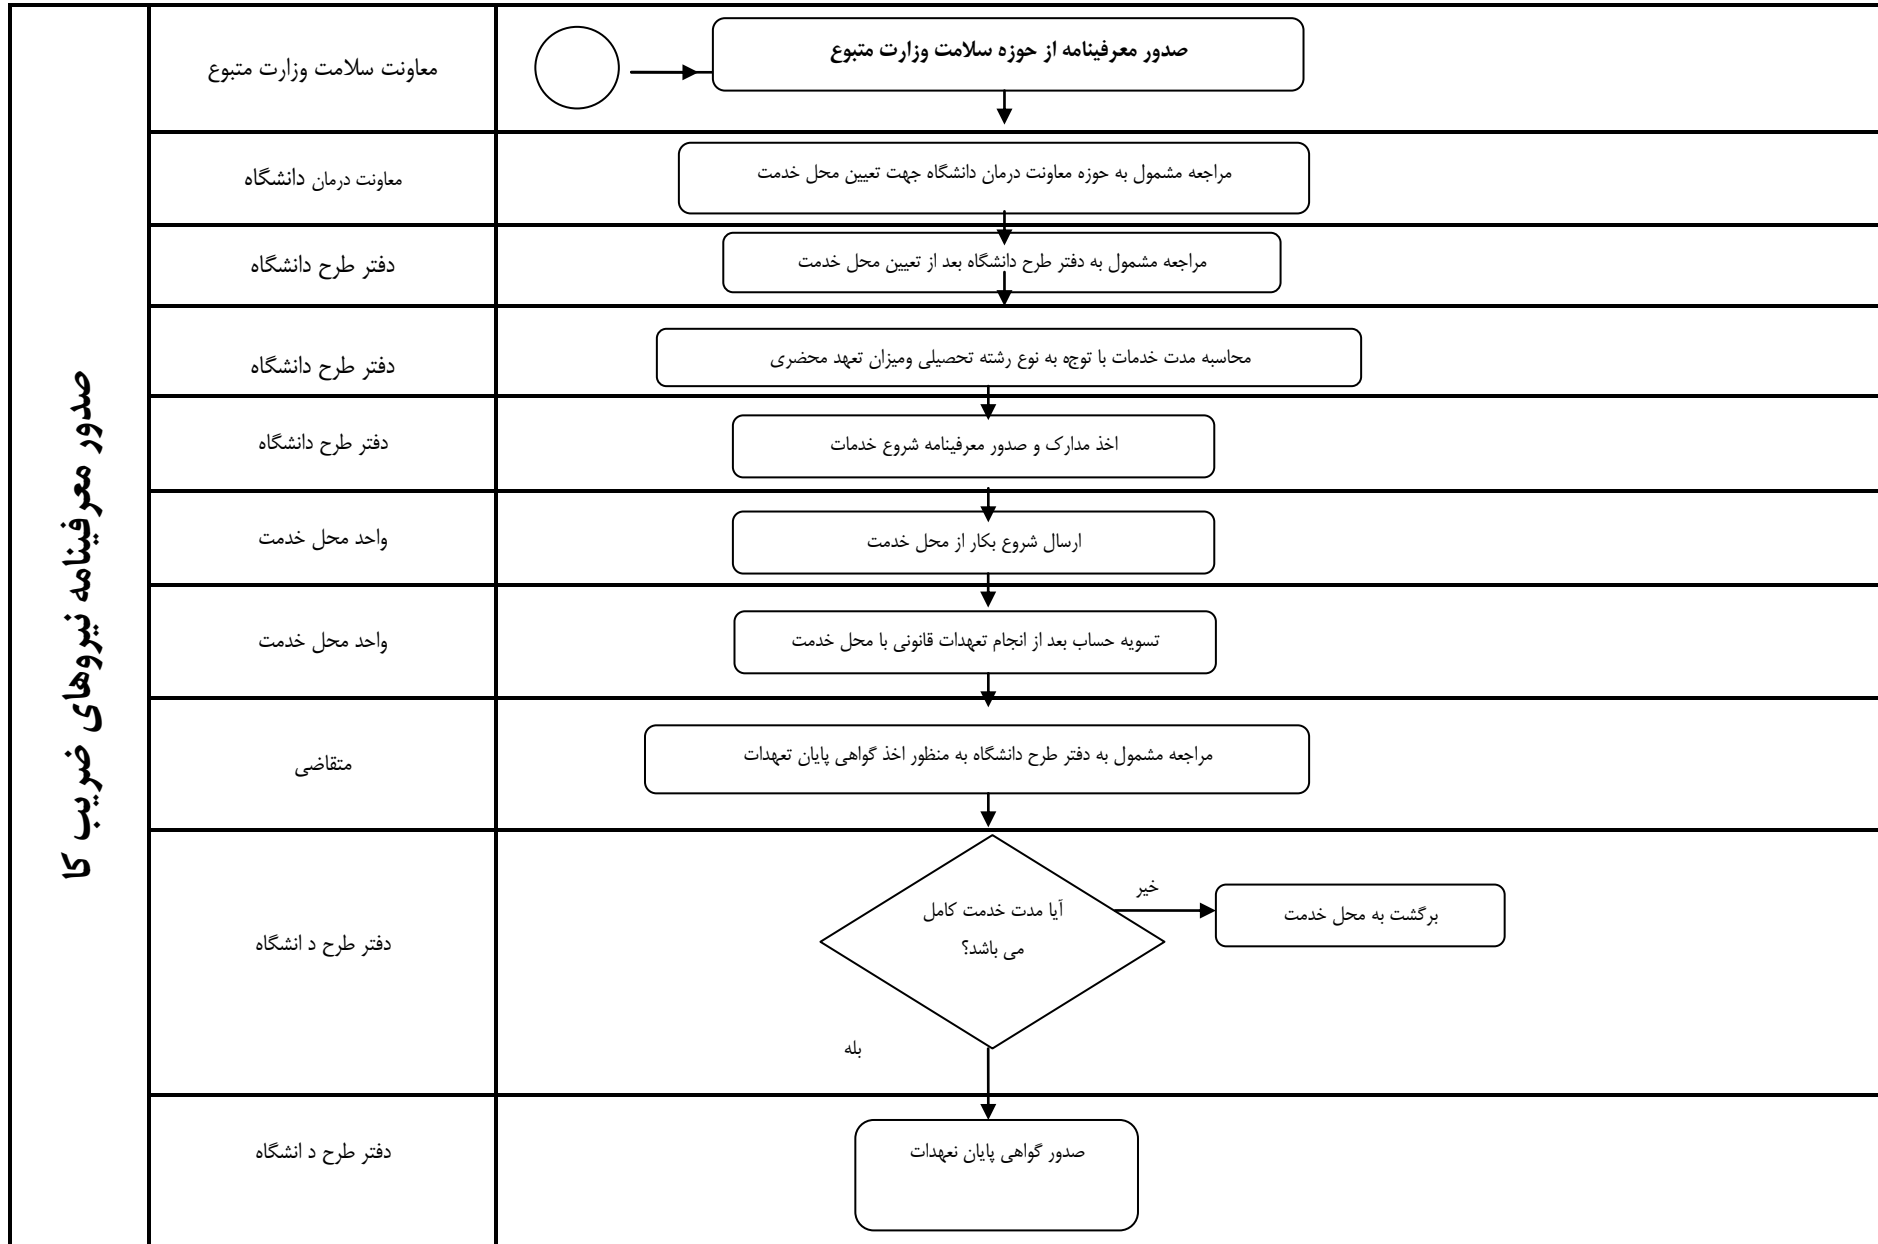 صدور معرفینامه نیروهای ضریب کا
معاونت سلامت وزارت متبوع
صدور معرفینامه از حوزه سلامت وزارت متبوع
معاونت درمان دانشگاه
مراجعه مشمول به حوزه معاونت درمان دانشگاه جهت تعیین محل خدمت
دفتر طرح دانشگاه
مراجعه مشمول به دفتر طرح دانشگاه بعد از تعیین محل خدمت
دفتر طرح دانشگاه
محاسبه مدت خدمات با توجه به نوع رشته تحصیلی ومیزان تعهد محضری
دفتر طرح دانشگاه
اخذ مدارک و صدور معرفینامه شروع خدمات
واحد محل خدمت
ارسال شروع بکار از محل خدمت
واحد محل خدمت
تسویه حساب بعد از انجام تعهدات قانونی با محل خدمت
متقاضی
مراجعه مشمول به دفتر طرح دانشگاه به منظور اخذ گواهی پایان تعهدات
دفتر طرح د انشگاه
آیا مدت خدمت کامل
می باشد؟
خیر
برگشت به محل خدمت
بله
دفتر طرح د انشگاه
صدور گواهی پایان نعهدات